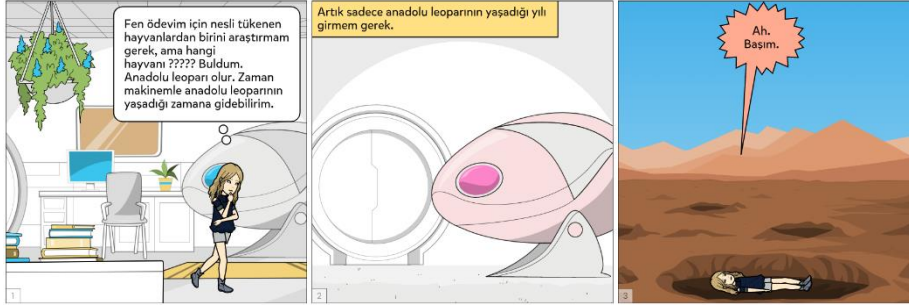 Fen ödevim için nesli tükenen
hayvanlardan birini araştırmam
gerek, ama hangi
hayvanı ????? Buldum.
Anadolu leoparı olur. Zaman
makinemle anadolu leoparının
yaşadığı zamana gidebilirim.
1
Artık sadece anadolu leoparının yaşadığı yılı
girmem gerek.
2
Ah.
Başım.
3